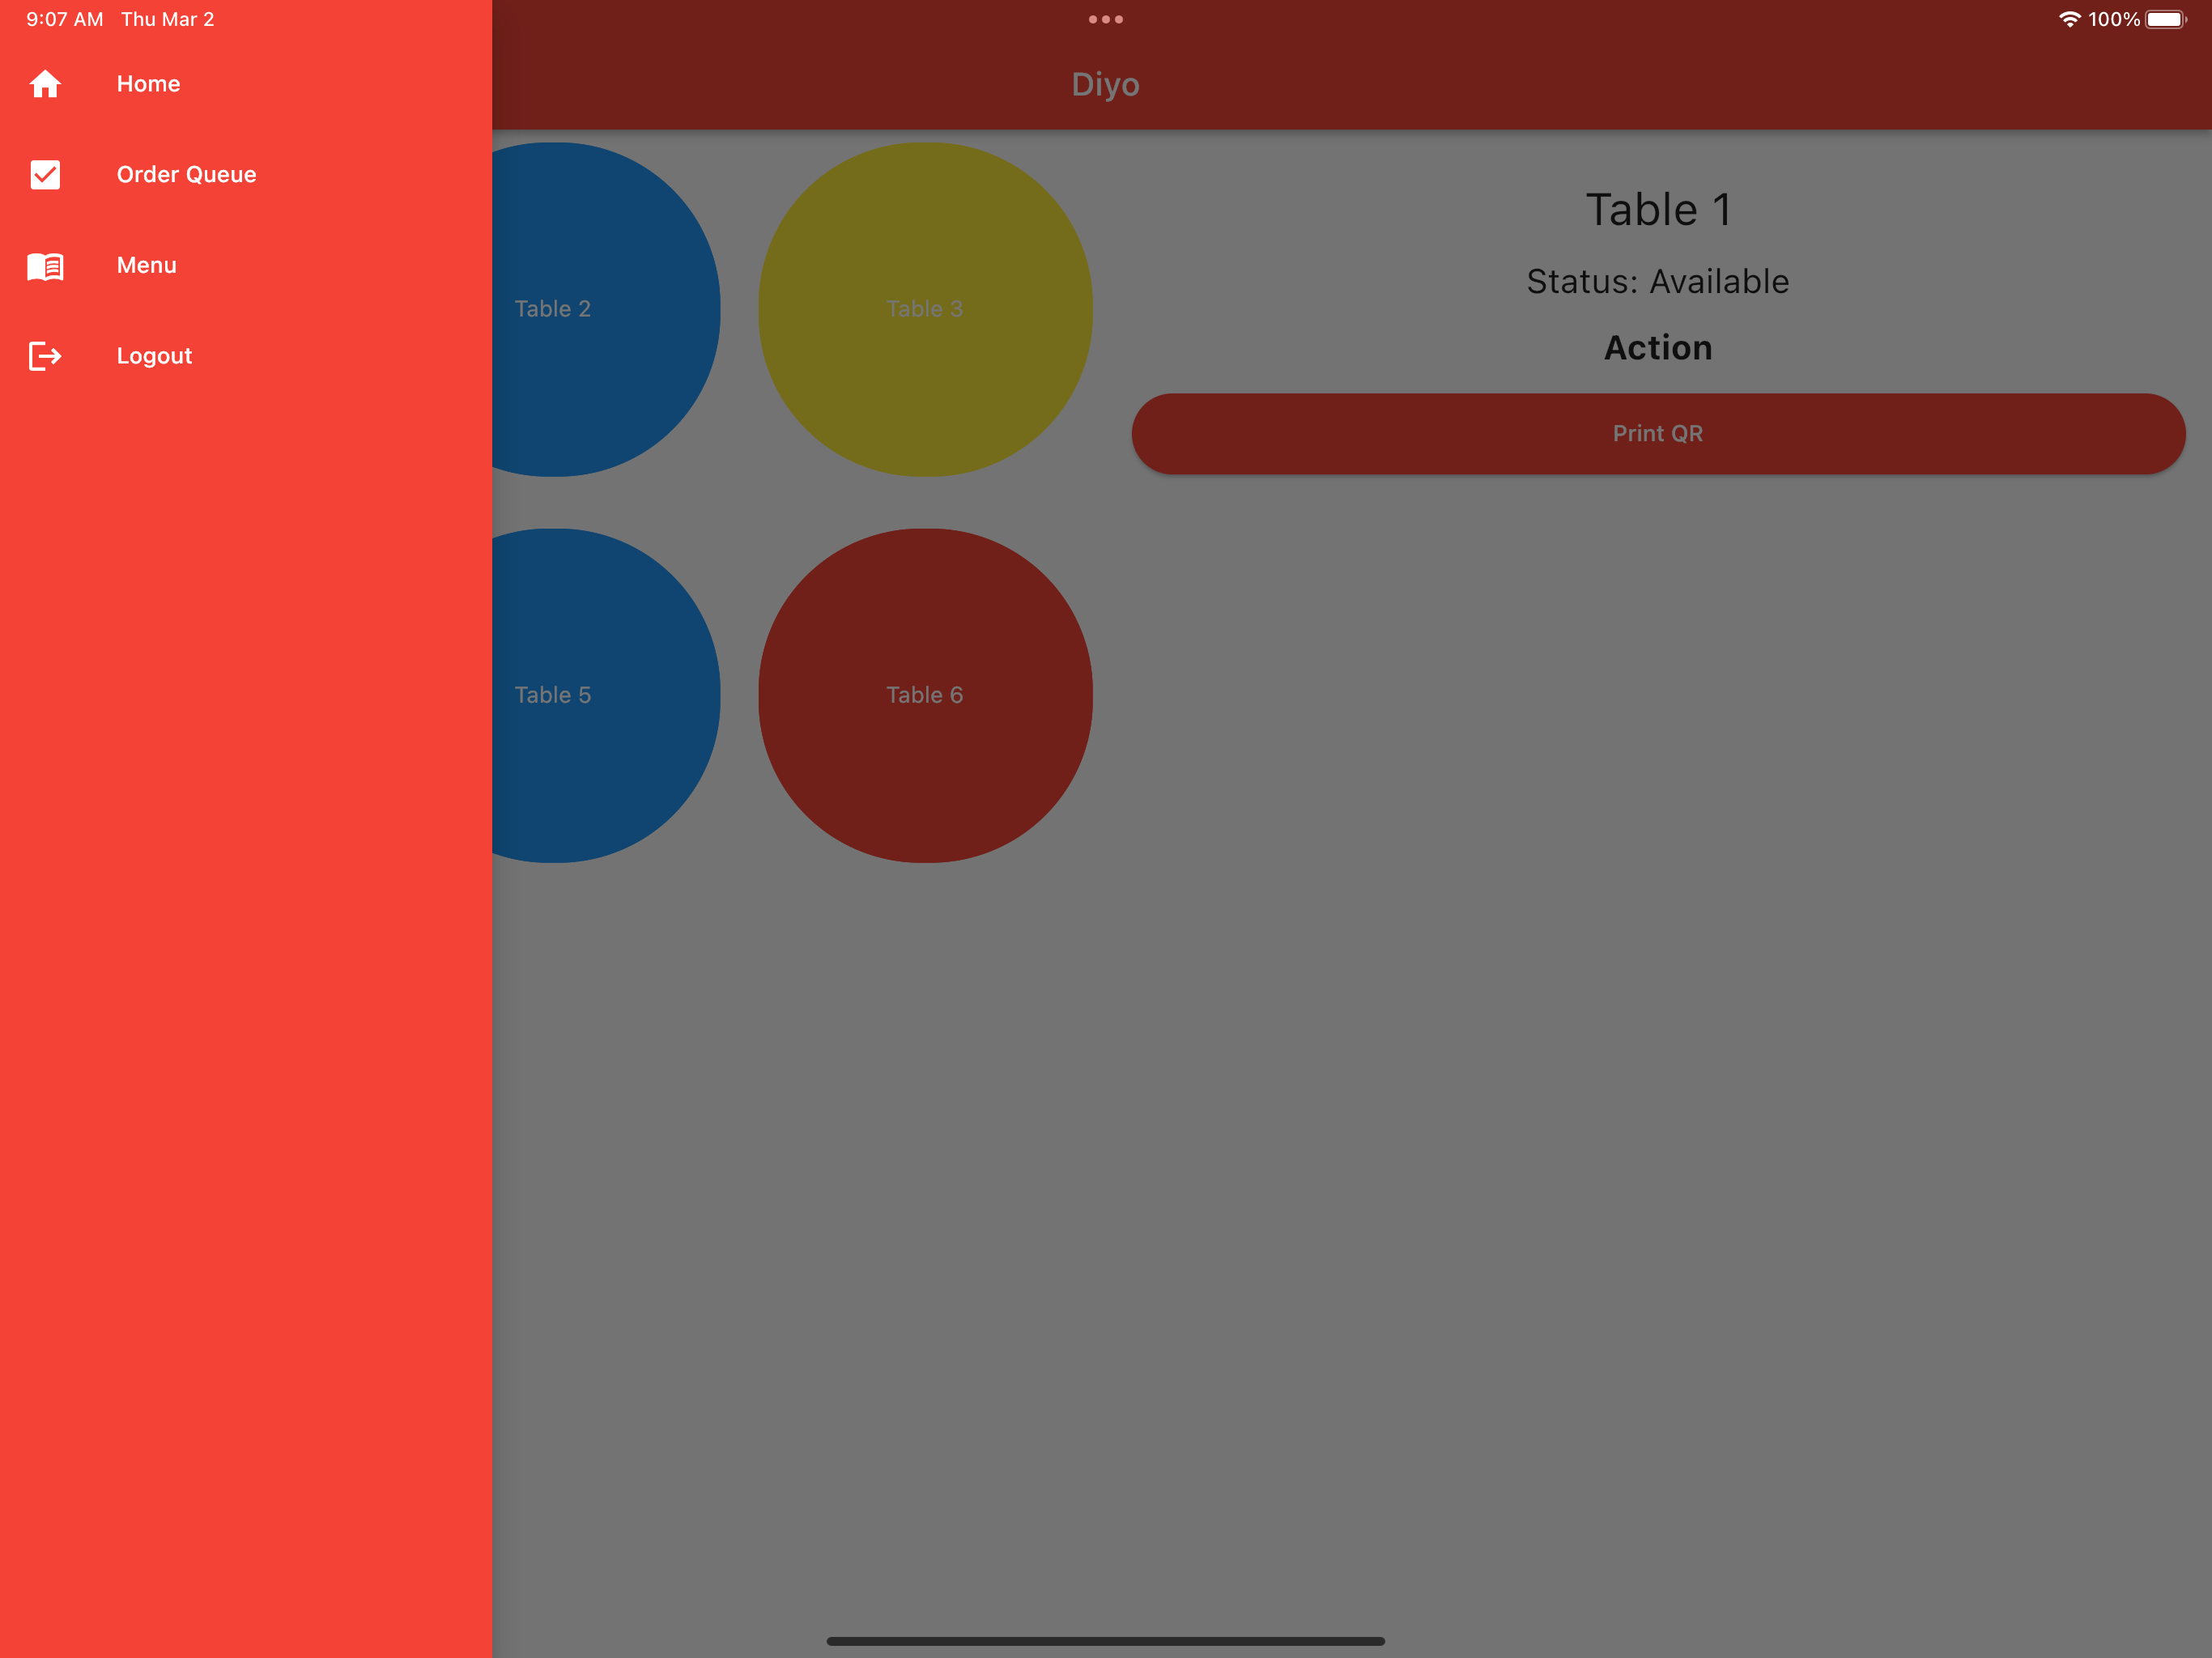 9:07 AM Thu Mar 2
100%
Home
Order Queue
Menu
Logout
Diyo
Table 2
Table 3
Table 5
Table 6
Table 1
Status: Available
Action
Print QR